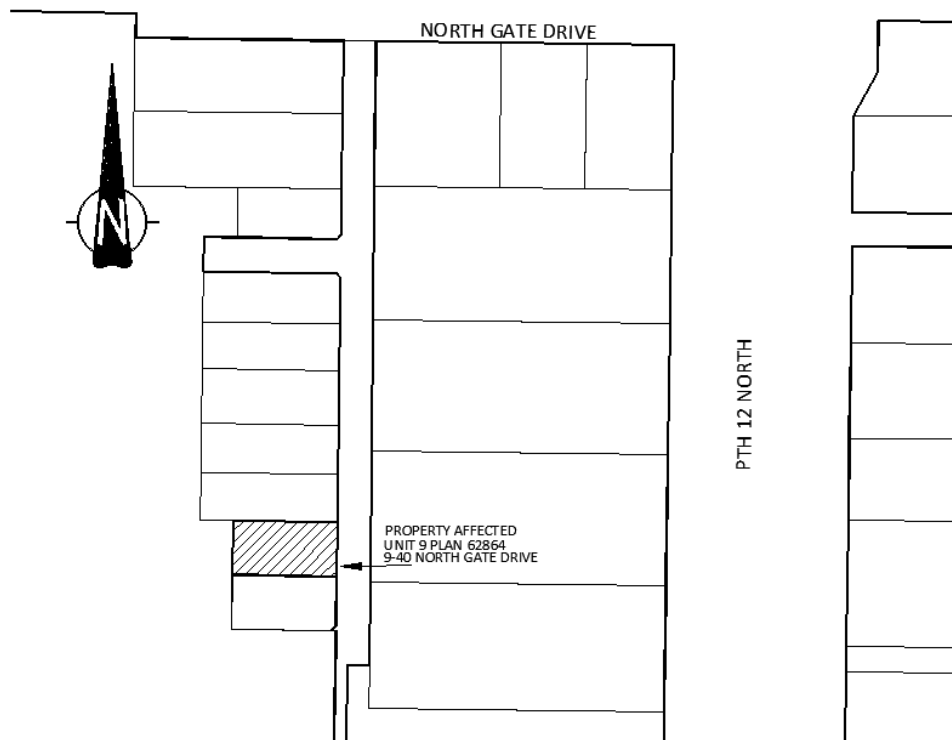 NORTH GATE DRIVE
N
PTH 12 NORTH
PROPERTY AFFECTED
UNIT 9 PLAN 62864
9-40 NORTH GATE DRIVE